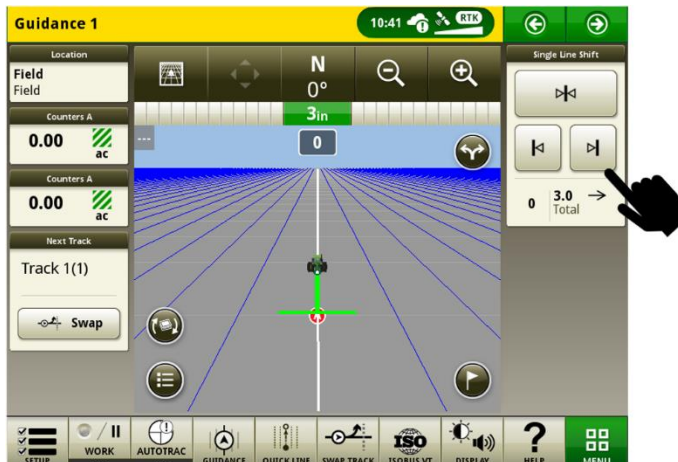 Guidance 1
10:41
RTK
Location
Field
Field
Counters A
0.00
ac
Counters A
0.00
ac
Next Track
Track 1(1)
Swap
N
0°
3in
0
---
Single Line Shift
0
3.0
Total
SETUP
WORK
AUTOTRAC
GUIDANCE
QUICK LINE
SWAP TRACK
ISO
ISOBUS VT
DISPLAY
?
HELP
MENU